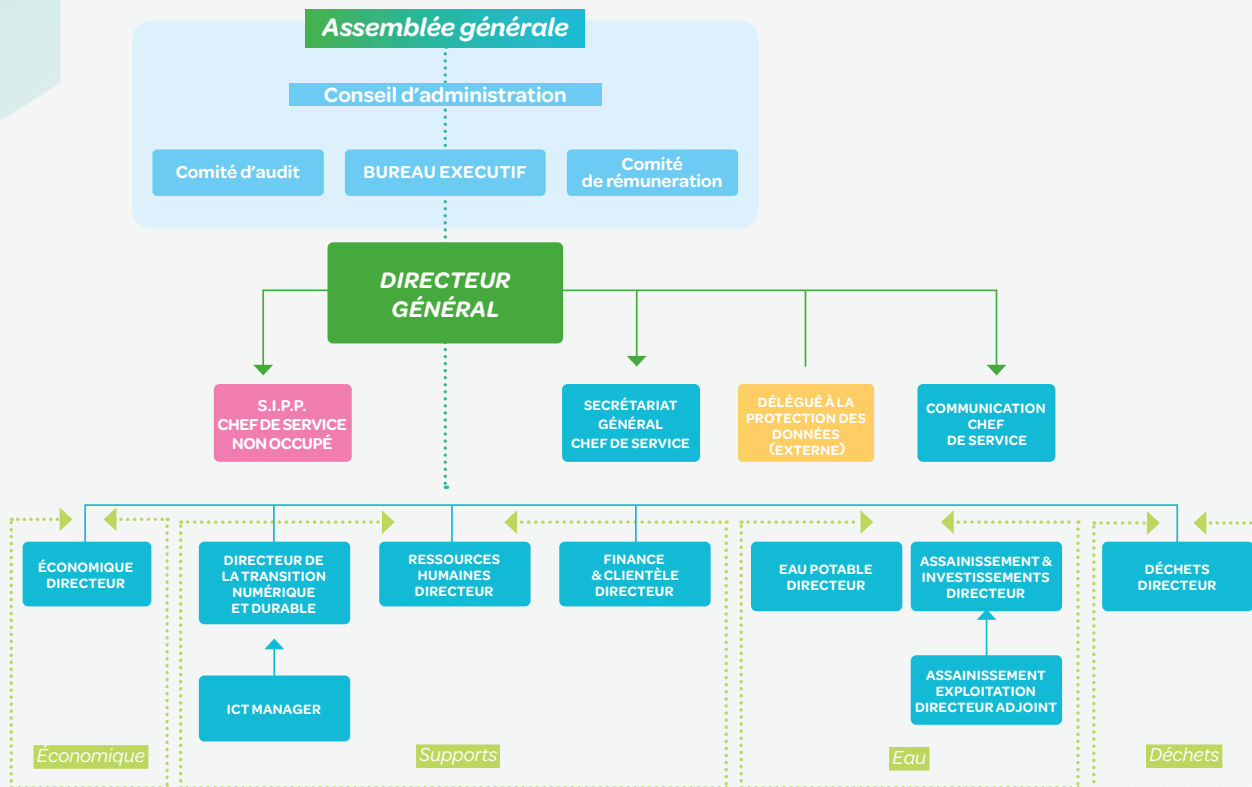 Assemblée générale
Conseil d'administration
Comité d'audit
BUREAU EXECUTIF
Comité
de rémuneration
DIRECTEUR
GÉNÉRAL
S.I.P.P.
CHEF DE SERVICE
NON OCCUPÉ
SECRÉTARIAT
GÉNÉRAL
CHEF DE SERVICE
DÉLÉGUÉ À LA
PROTECTION DES
DONNÉES
(EXTERNE)
COMMUNICATION
CHEF
DE SERVICE
ÉCONOMIQUE
DIRECTEUR
DIRECTEUR DE
LA TRANSITION
NUMÉRIQUE
ET DURABLE
RESSOURCES
HUMAINES
DIRECTEUR
FINANCE
& CLIENTÈLE
DIRECTEUR
EAU POTABLE
DIRECTEUR
ASSAINISSEMENT &
INVESTISSEMENTS
DIRECTEUR
DÉCHETS
DIRECTEUR
ICT MANAGER
ASSAINISSEMENT
EXPLOITATION
DIRECTEUR ADJOINT
Économique
Supports
Eau
Déchets